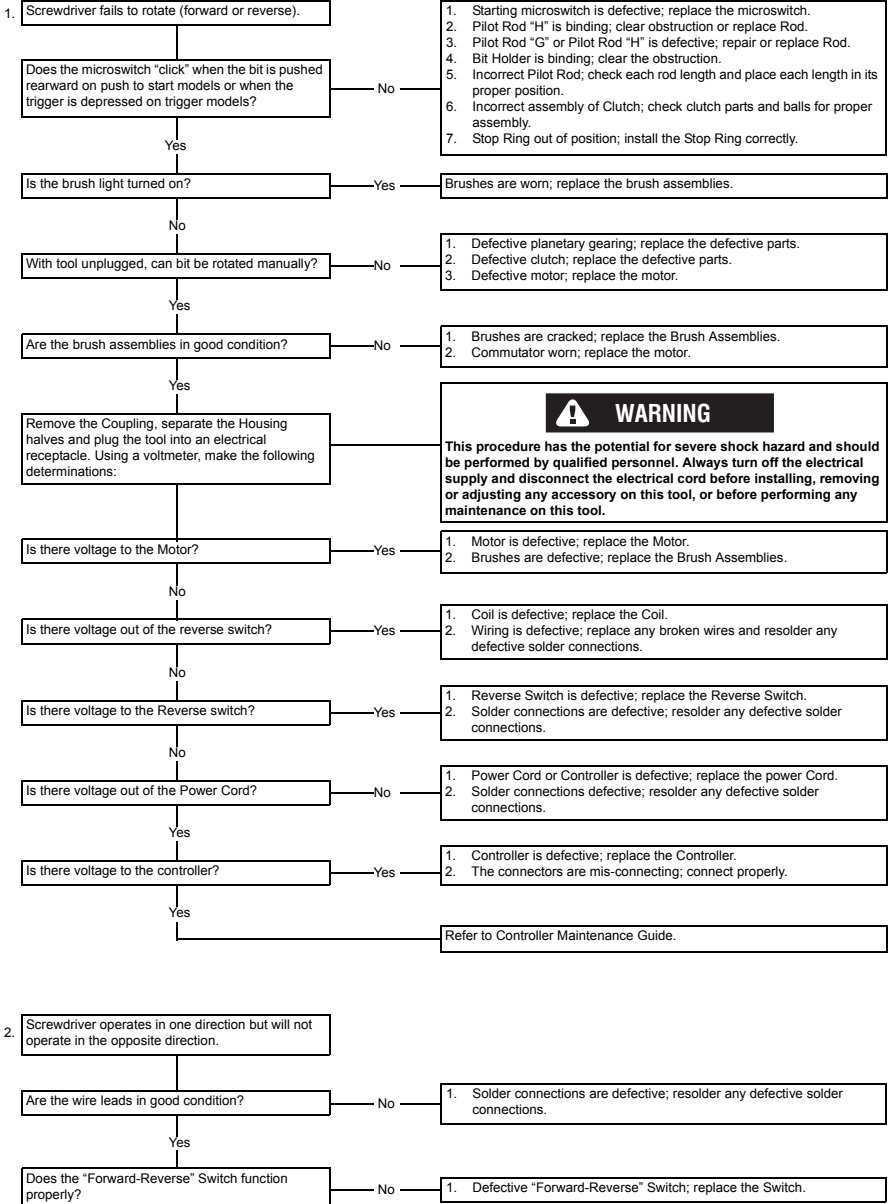 1. Screwdriver fails to rotate (forward or reverse).
Does the microswitch “click” when the bit is pushed
rearward on push to start models or when the
trigger is depressed on trigger models?
No
1. Starting microswitch is defective; replace the microswitch.
2. Pilot Rod “H” is binding; clear obstruction or replace Rod.
3. Pilot Rod “G” or Pilot Rod “H” is defective; repair or replace Rod.
4. Bit Holder is binding; clear the obstruction.
5. Incorrect Pilot Rod; check each rod length and place each length in its
proper position.
6. Incorrect assembly of Clutch; check clutch parts and balls for proper
assembly.
7. Stop Ring out of position; install the Stop Ring correctly.
Yes
Is the brush light turned on?
Yes
Brushes are worn; replace the brush assemblies.
No
With tool unplugged, can bit be rotated manually?
No
1. Defective planetary gearing; replace the defective parts.
2. Defective clutch; replace the defective parts.
3. Defective motor; replace the motor.
Yes
Are the brush assemblies in good condition?
No
1. Brushes are cracked; replace the Brush Assemblies.
2. Commutator worn; replace the motor.
Yes
Remove the Coupling, separate the Housing
halves and plug the tool into an electrical
receptacle. Using a voltmeter, make the following
determinations:
WARNING
This procedure has the potential for severe shock hazard and should
be performed by qualified personnel. Always turn off the electrical
supply and disconnect the electrical cord before installing, removing
or adjusting any accessory on this tool, or before performing any
maintenance on this tool.
Is there voltage to the Motor?
Yes
1. Motor is defective; replace the Motor.
2. Brushes are defective; replace the Brush Assemblies.
No
Is there voltage out of the reverse switch?
Yes
1. Coil is defective; replace the Coil.
2. Wiring is defective; replace any broken wires and resolder any
defective solder connections.
No
Is there voltage to the Reverse switch?
Yes
1. Reverse Switch is defective; replace the Reverse Switch.
2. Solder connections are defective; resolder any defective solder
connections.
No
Is there voltage out of the Power Cord?
No
1. Power Cord or Controller is defective; replace the power Cord.
2. Solder connections defective; resolder any defective solder
connections.
Yes
Is there voltage to the controller?
Yes
1. Controller is defective; replace the Controller.
2. The connectors are mis-connecting; connect properly.
Yes
Refer to Controller Maintenance Guide.
2. Screwdriver operates in one direction but will not
operate in the opposite direction.
Are the wire leads in good condition?
No
1. Solder connections are defective; resolder any defective solder
connections.
Yes
Does the “Forward-Reverse” Switch function
properly?
No
1. Defective “Forward-Reverse” Switch; replace the Switch.